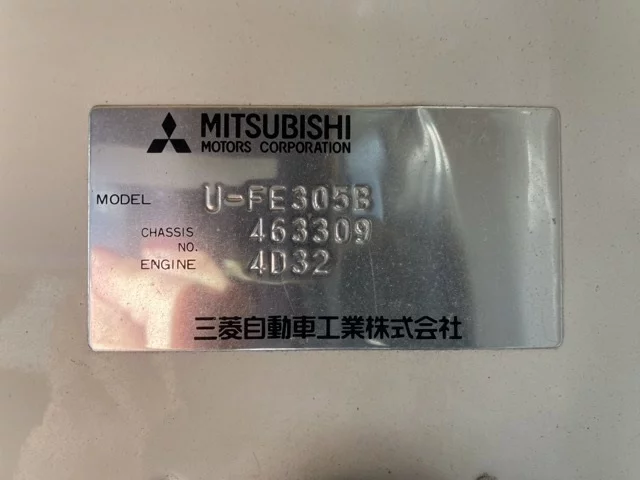 MITSUBISHI
MOTORS CORPORATION
MODEL U-FE305B
CHASSIS NO. 463309
ENGINE 4D32
三菱自動車工業株式会社